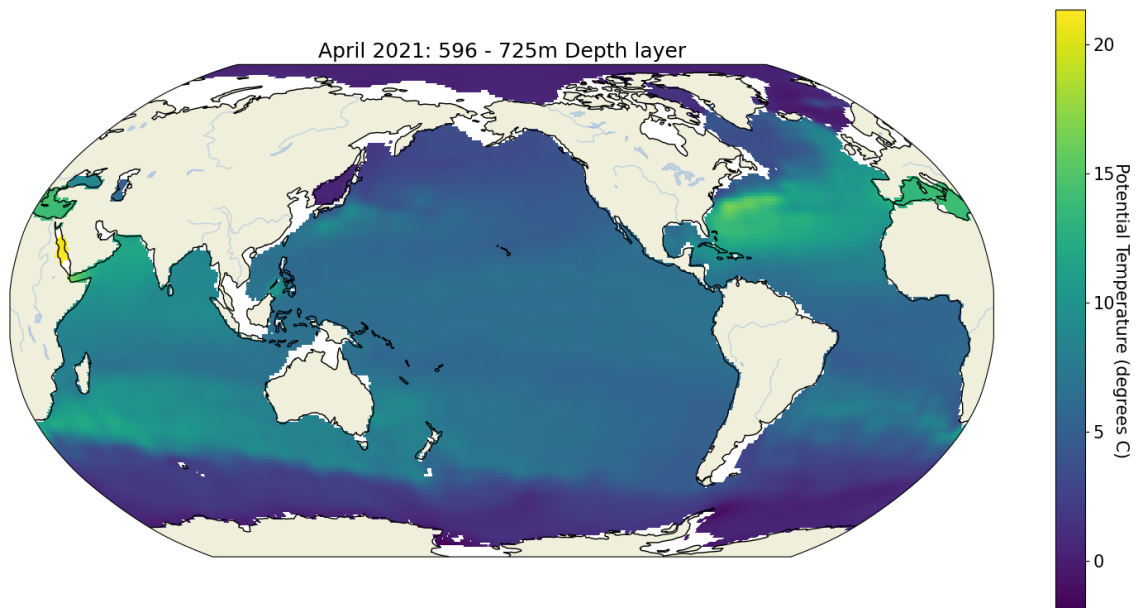 April 2021: 596 - 725m Depth layer
20
15
10
5
0
Potential Temperature (degrees C)